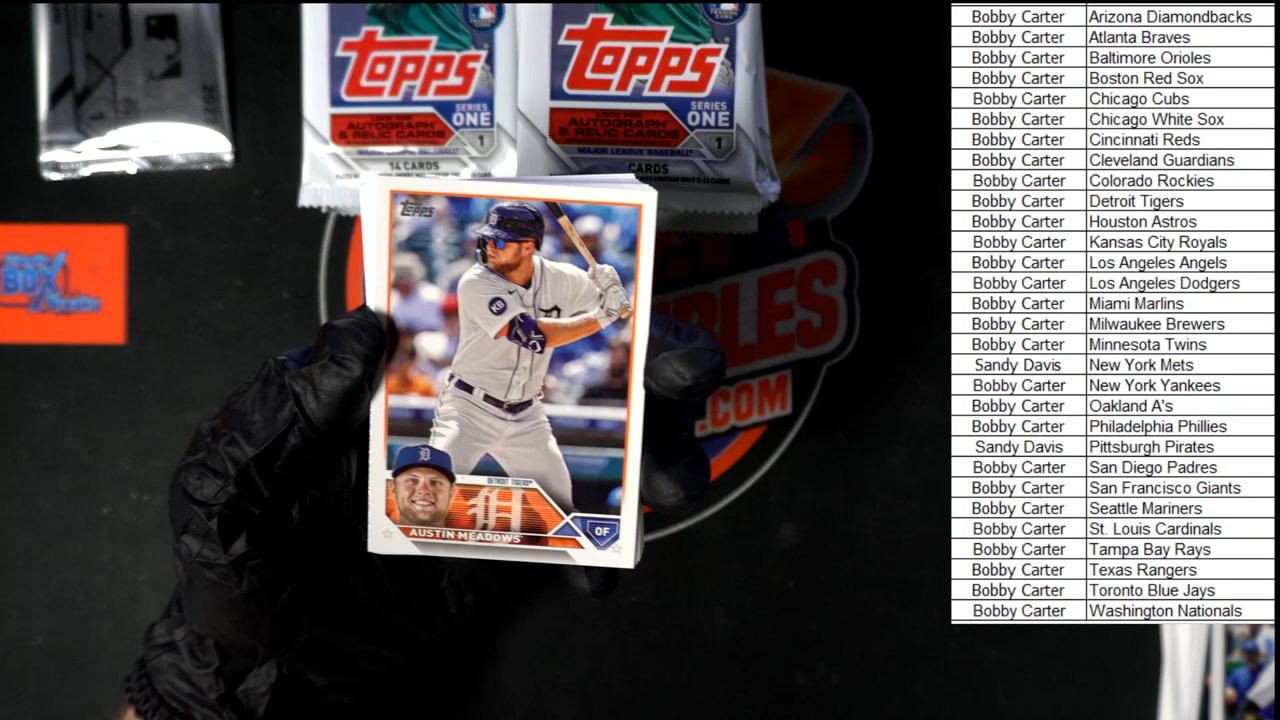 TOPPS
TOPPS
SERIES
ONE
SERIES
ONE
LOOK FOR
AUTOGRAPH
& RELIC CARDS
1
LOOK FOR
AUTOGRAPH
& RELIC CARDS
1
MAJOR LEAGUE BASEBALL
14 CARDS
MAJOR LEAGUE BASEBALL
CARDS
TOPPS
DETROIT TIGERS
AUSTIN MEADOWS
OF
BOX
.COM
Bobby Carter Arizona Diamondbacks
Bobby Carter Atlanta Braves
Bobby Carter Baltimore Orioles
Bobby Carter Boston Red Sox
Bobby Carter Chicago Cubs
Bobby Carter Chicago White Sox
Bobby Carter Cincinnati Reds
Bobby Carter Cleveland Guardians
Bobby Carter Colorado Rockies
Bobby Carter Detroit Tigers
Bobby Carter Houston Astros
Bobby Carter Kansas City Royals
Bobby Carter Los Angeles Angels
Bobby Carter Los Angeles Dodgers
Bobby Carter Miami Marlins
Bobby Carter Milwaukee Brewers
Bobby Carter Minnesota Twins
Sandy Davis New York Mets
Bobby Carter New York Yankees
Bobby Carter Oakland A's
Bobby Carter Philadelphia Phillies
Sandy Davis Pittsburgh Pirates
Bobby Carter San Diego Padres
Bobby Carter San Francisco Giants
Bobby Carter Seattle Mariners
Bobby Carter St. Louis Cardinals
Bobby Carter Tampa Bay Rays
Bobby Carter Texas Rangers
Bobby Carter Toronto Blue Jays
Bobby Carter Washington Nationals